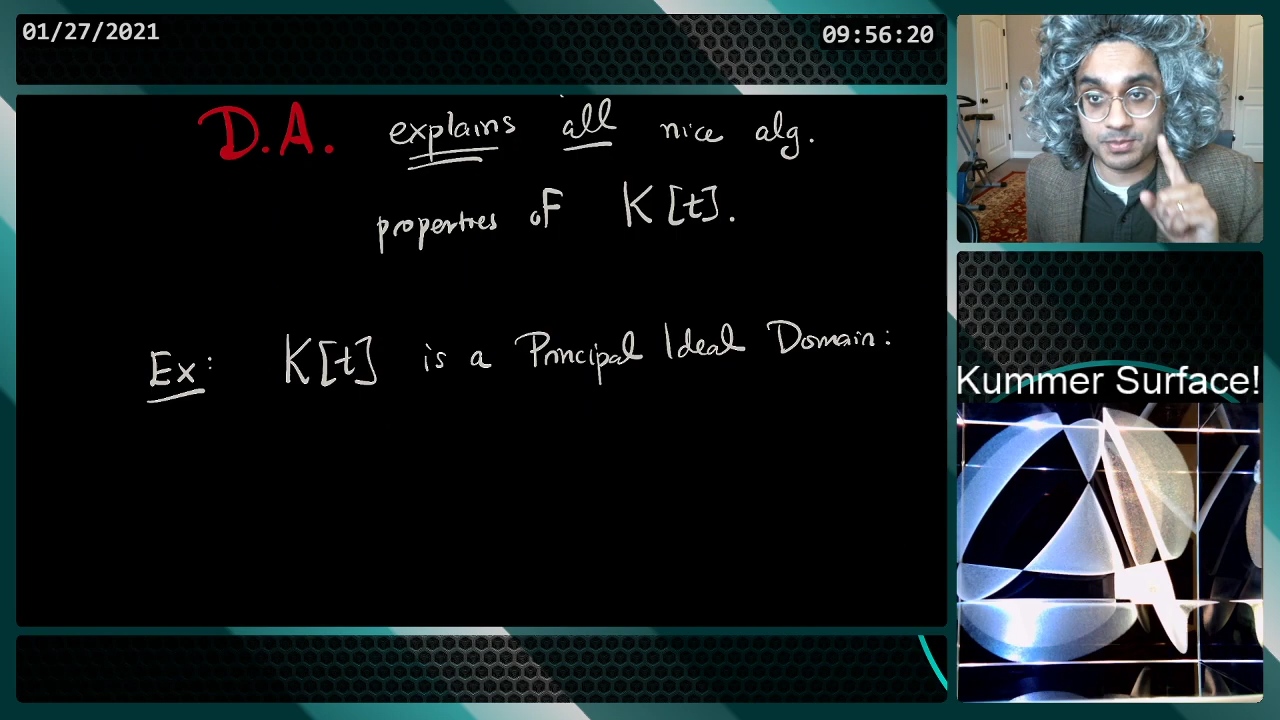 01/27/2021
09:56:20
D.A. explains all nice alg.
properties of K[t].
Ex: K[t] is a Principal Ideal Domain:
Kummer Surface!